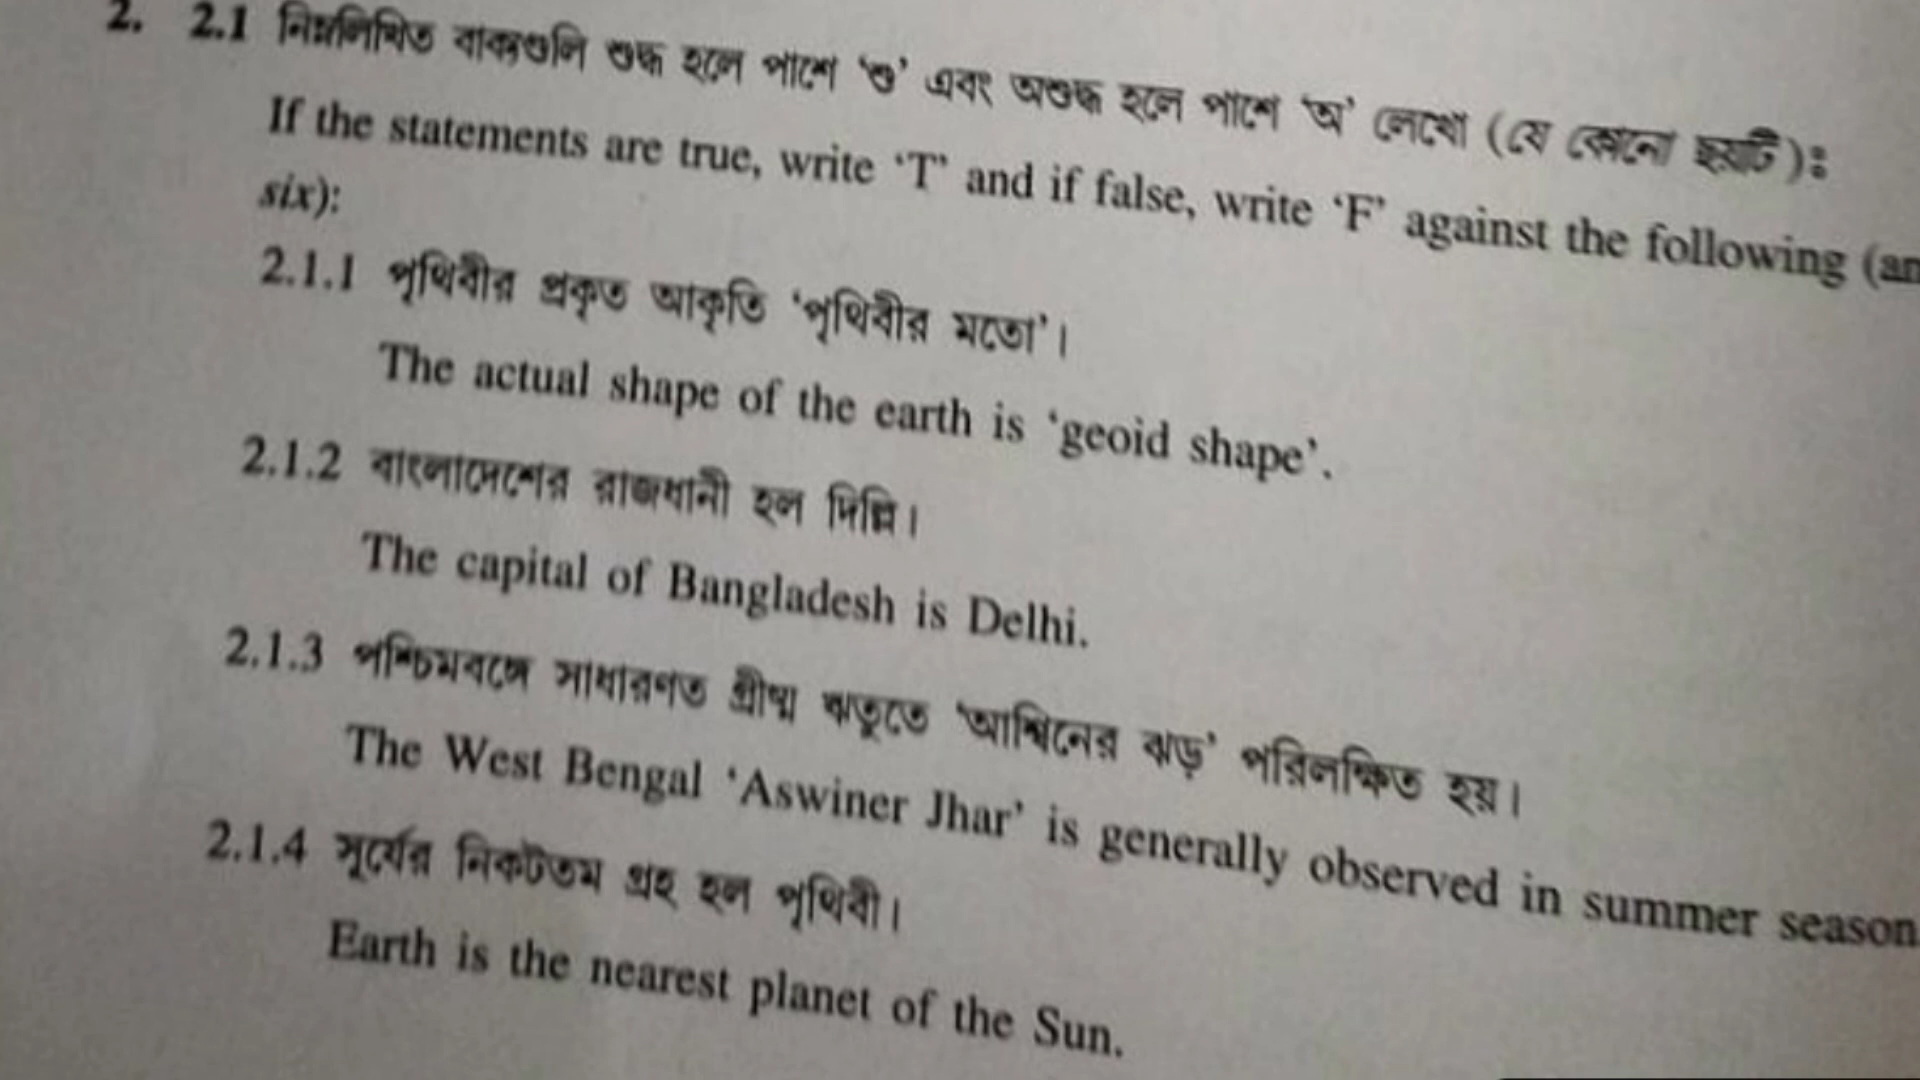 2. 2.1 নিম্নলিখিত বাক্যগুলি শুদ্ধ হলে পাশে ‘শু’ এবং অশুদ্ধ হলে পাশে ‘অ’ লেখো (যে কোনো ছয়টি):
If the statements are true, write ‘T’ and if false, write ‘F’ against the following (an
six):
2.1.1 পৃথিবীর প্রকৃত আকৃতি ‘পৃথিবীর মতো’।
The actual shape of the earth is ‘geoid shape’.
2.1.2 বাংলাদেশের রাজধানী হল দিল্লি।
The capital of Bangladesh is Delhi.
2.1.3 পশ্চিমবঙ্গে সাধারণত গ্রীষ্ম ঋতুতে ‘আশ্বিনের ঝড়’ পরিলক্ষিত হয়।
The West Bengal ‘Aswiner Jhar’ is generally observed in summer season
2.1.4 সূর্যের নিকটতম গ্রহ হল পৃথিবী।
Earth is the nearest planet of the Sun.